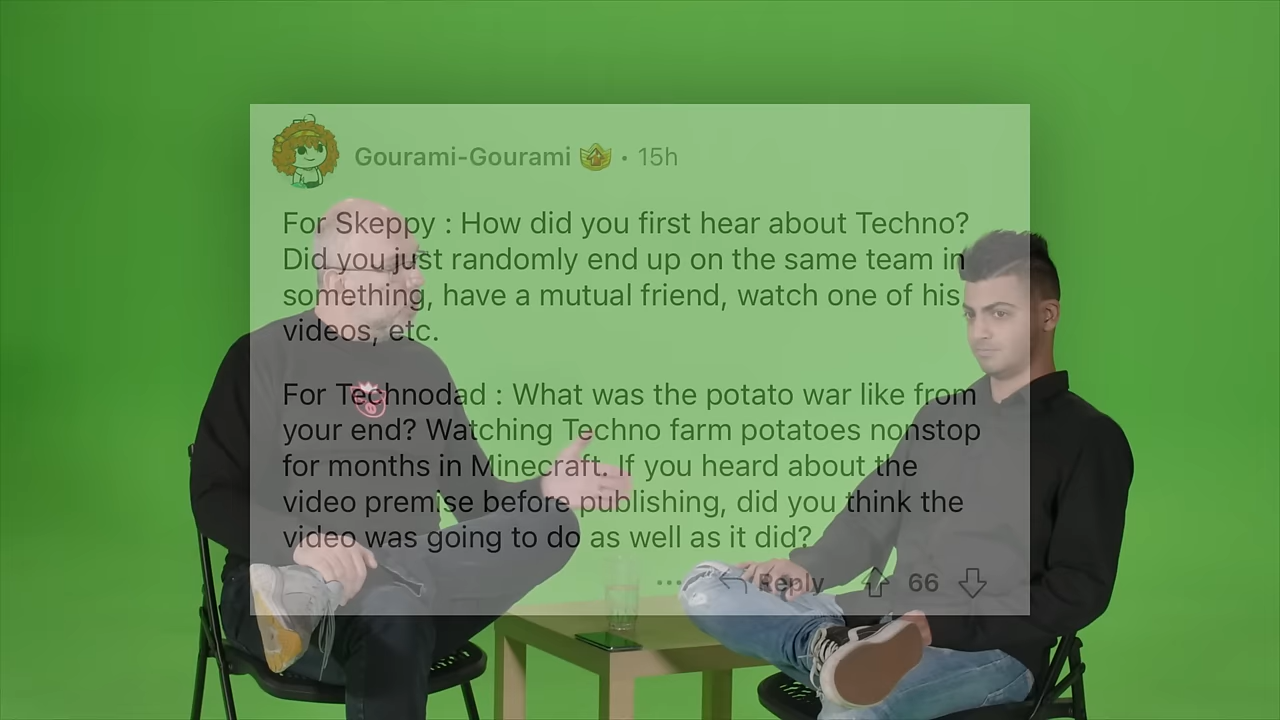 Gourami-Gourami • 15h
For Skeppy : How did you first hear about Techno?
Did you just randomly end up on the same team in
something, have a mutual friend, watch one of his
videos, etc.
For Technodad : What was the potato war like from
your end? Watching Techno farm potatoes nonstop
for months in Minecraft. If you heard about the
video premise before publishing, did you think the
video was going to do as well as it did?
... Reply 66